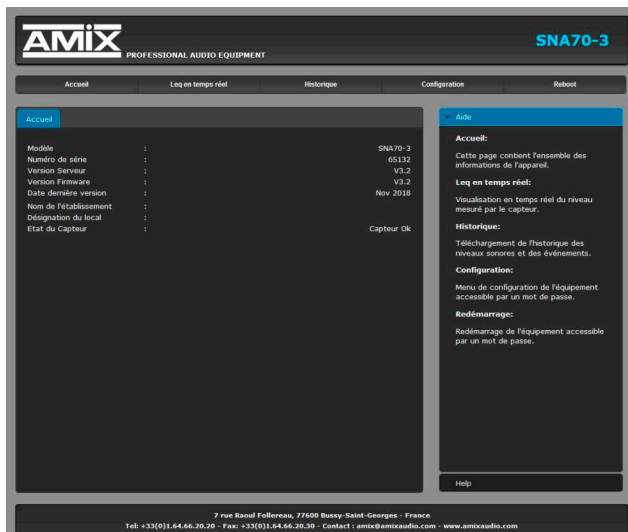 AMIX
PROFESSIONAL AUDIO EQUIPMENT
SNA70-3
Accueil
Leq en temps réel
Historique
Configuration
Reboot
Accueil
Modèle : SNA70-3
Numéro de série : 65132
Version Serveur : V3.2
Version Firmware : V3.2
Date dernière version : Nov 2018
Nom de l'établissement :
Désignation du local :
Etat du Capteur : Capteur Ok
Aide
Accueil:
Cette page contient l'ensemble des
informations de l'appareil.
Leq en temps réel:
Visualisation en temps réel du niveau
mesuré par le capteur.
Historique:
Téléchargement de l'historique des
niveaux sonores et des événements.
Configuration:
Menu de configuration de l'équipement
accessible par un mot de passe.
Redémarrage:
Redémarrage de l'équipement accessible
par un mot de passe.
Help
7 rue Raoul Follereau, 77600 Bussy-Saint-Georges - France
Tel: +33(0)1.64.66.20.20 - Fax: +33(0)1.64.66.20.30 - Contact : amix@amixaudio.com - www.amixaudio.com